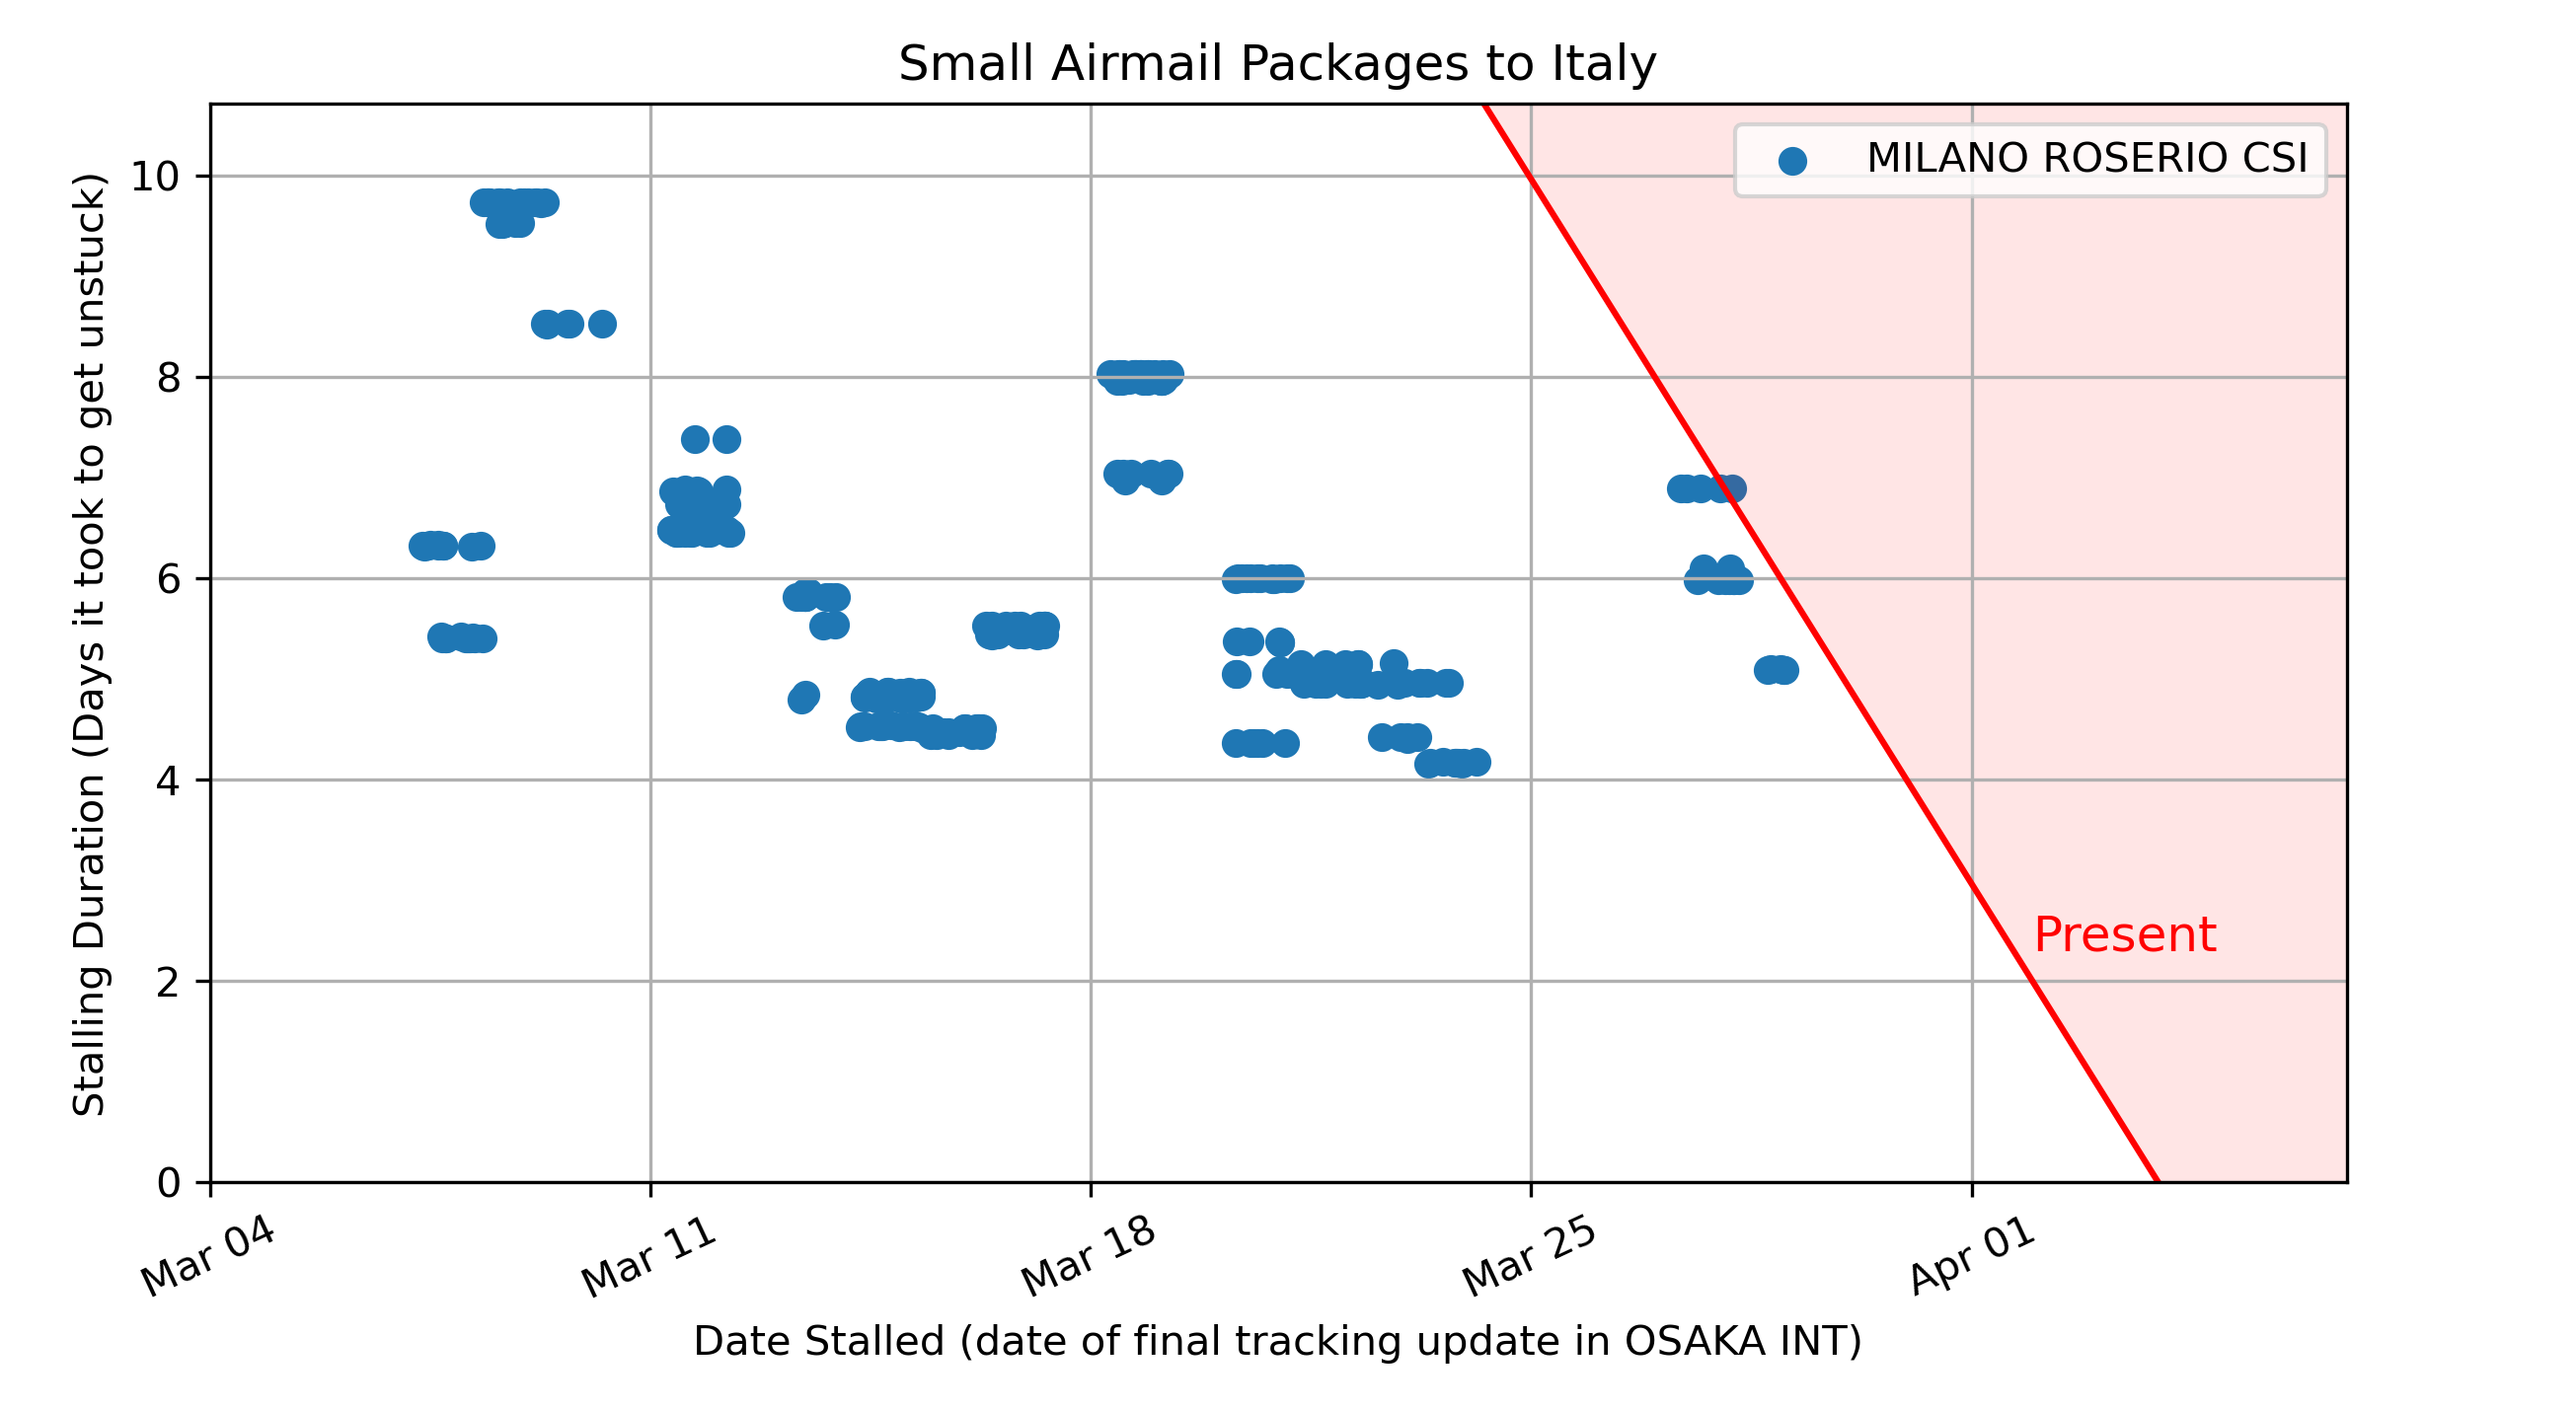 Small Airmail Packages to Italy
MILANO ROSERIO CSI
Stalling Duration (Days it took to get unstuck)
10
8
6
4
2
0
Present
Mar 04
Mar 11
Mar 18
Mar 25
Apr 01
Date Stalled (date of final tracking update in OSAKA INT)